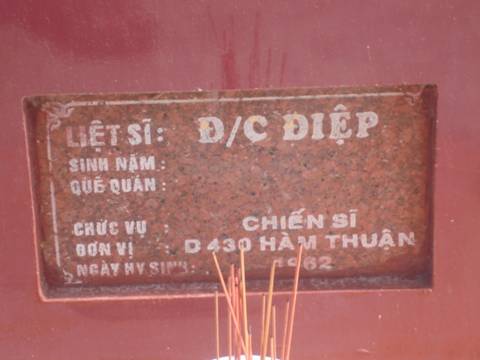 LIỆT SĨ: Đ/C ĐIỆP
SINH NĂM :
QUÊ QUÁN :
CHỨC VỤ : CHIẾN SĨ
ĐƠN VỊ : D 430 HÀM THUẬN
NGÀY HY SINH: 1962